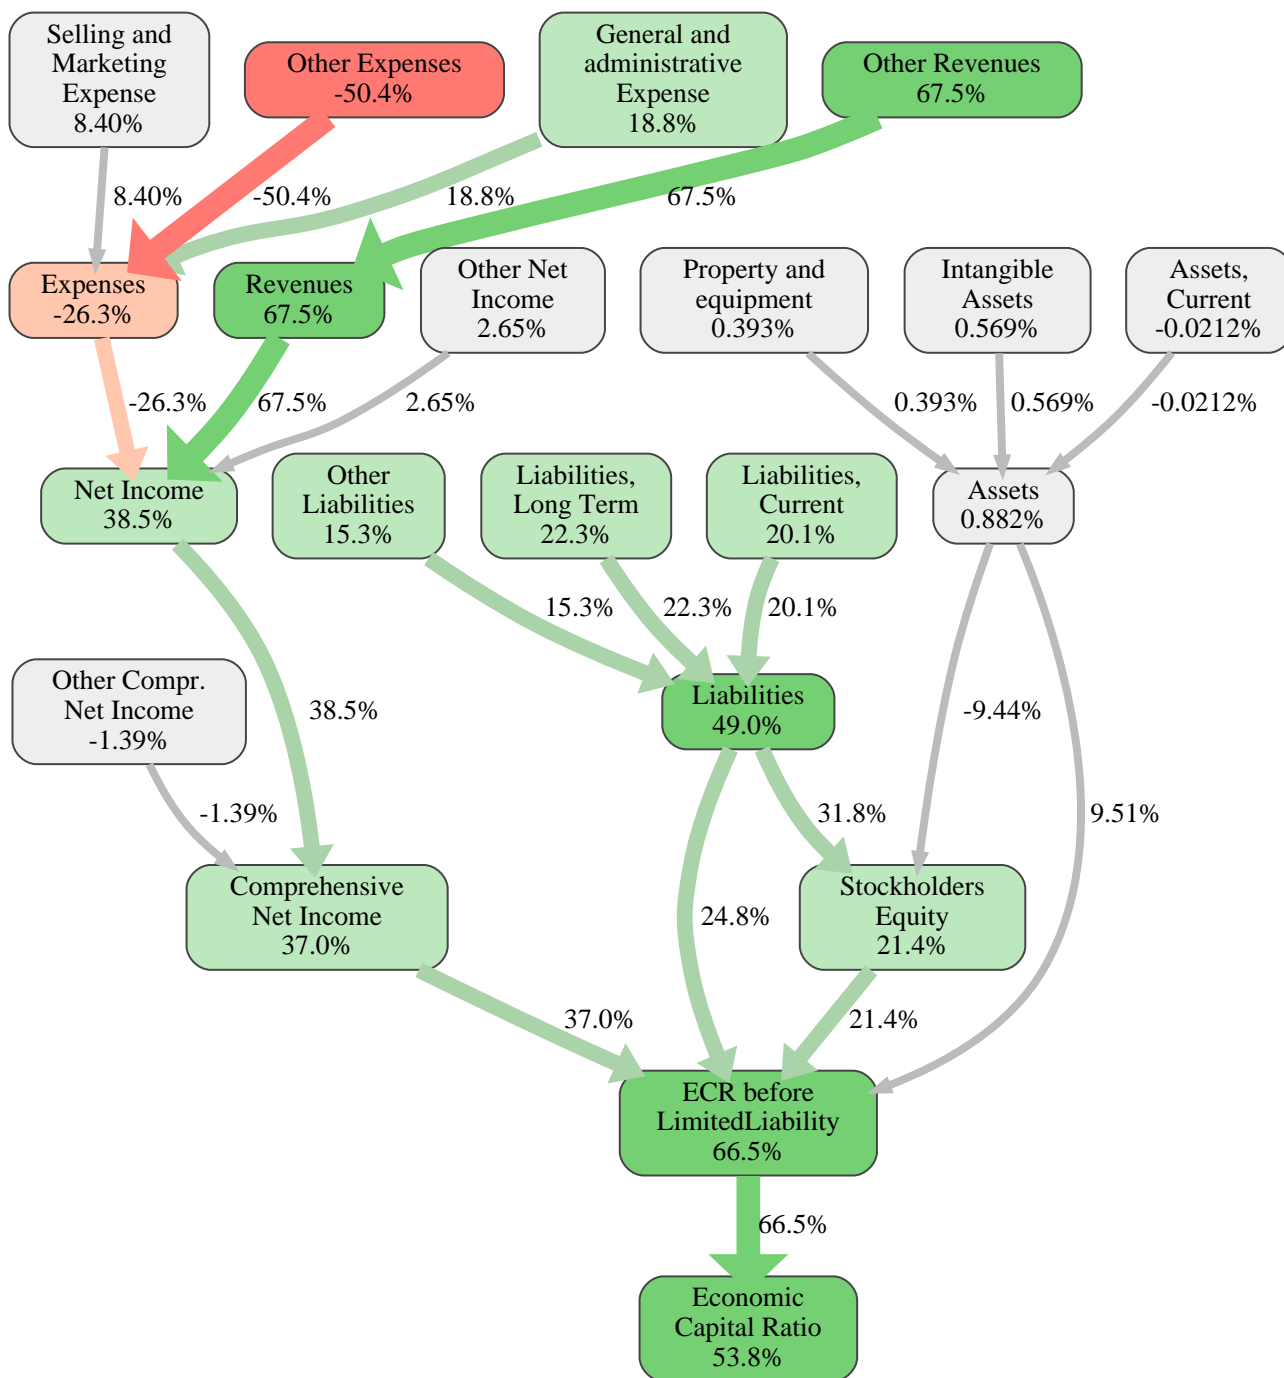 Selling and
Marketing
Expense
8.40%
Other Expenses
-50.4%
General and
administrative
Expense
18.8%
Other Revenues
67.5%
8.40%
-50.4%
18.8%
67.5%
Expenses
-26.3%
Revenues
67.5%
Other Net
Income
2.65%
Property and
equipment
0.393%
Intangible
Assets
0.569%
Assets,
Current
-0.0212%
-26.3%
67.5%
2.65%
0.393%
0.569%
-0.0212%
Net Income
38.5%
Other
Liabilities
15.3%
Liabilities,
Long Term
22.3%
Liabilities,
Current
20.1%
Assets
0.882%
15.3%
22.3%
20.1%
Other Compr.
Net Income
-1.39%
38.5%
Liabilities
49.0%
-9.44%
-1.39%
31.8%
9.51%
Comprehensive
Net Income
37.0%
24.8%
Stockholders
Equity
21.4%
37.0%
21.4%
ECR before
LimitedLiability
66.5%
66.5%
Economic
Capital Ratio
53.8%